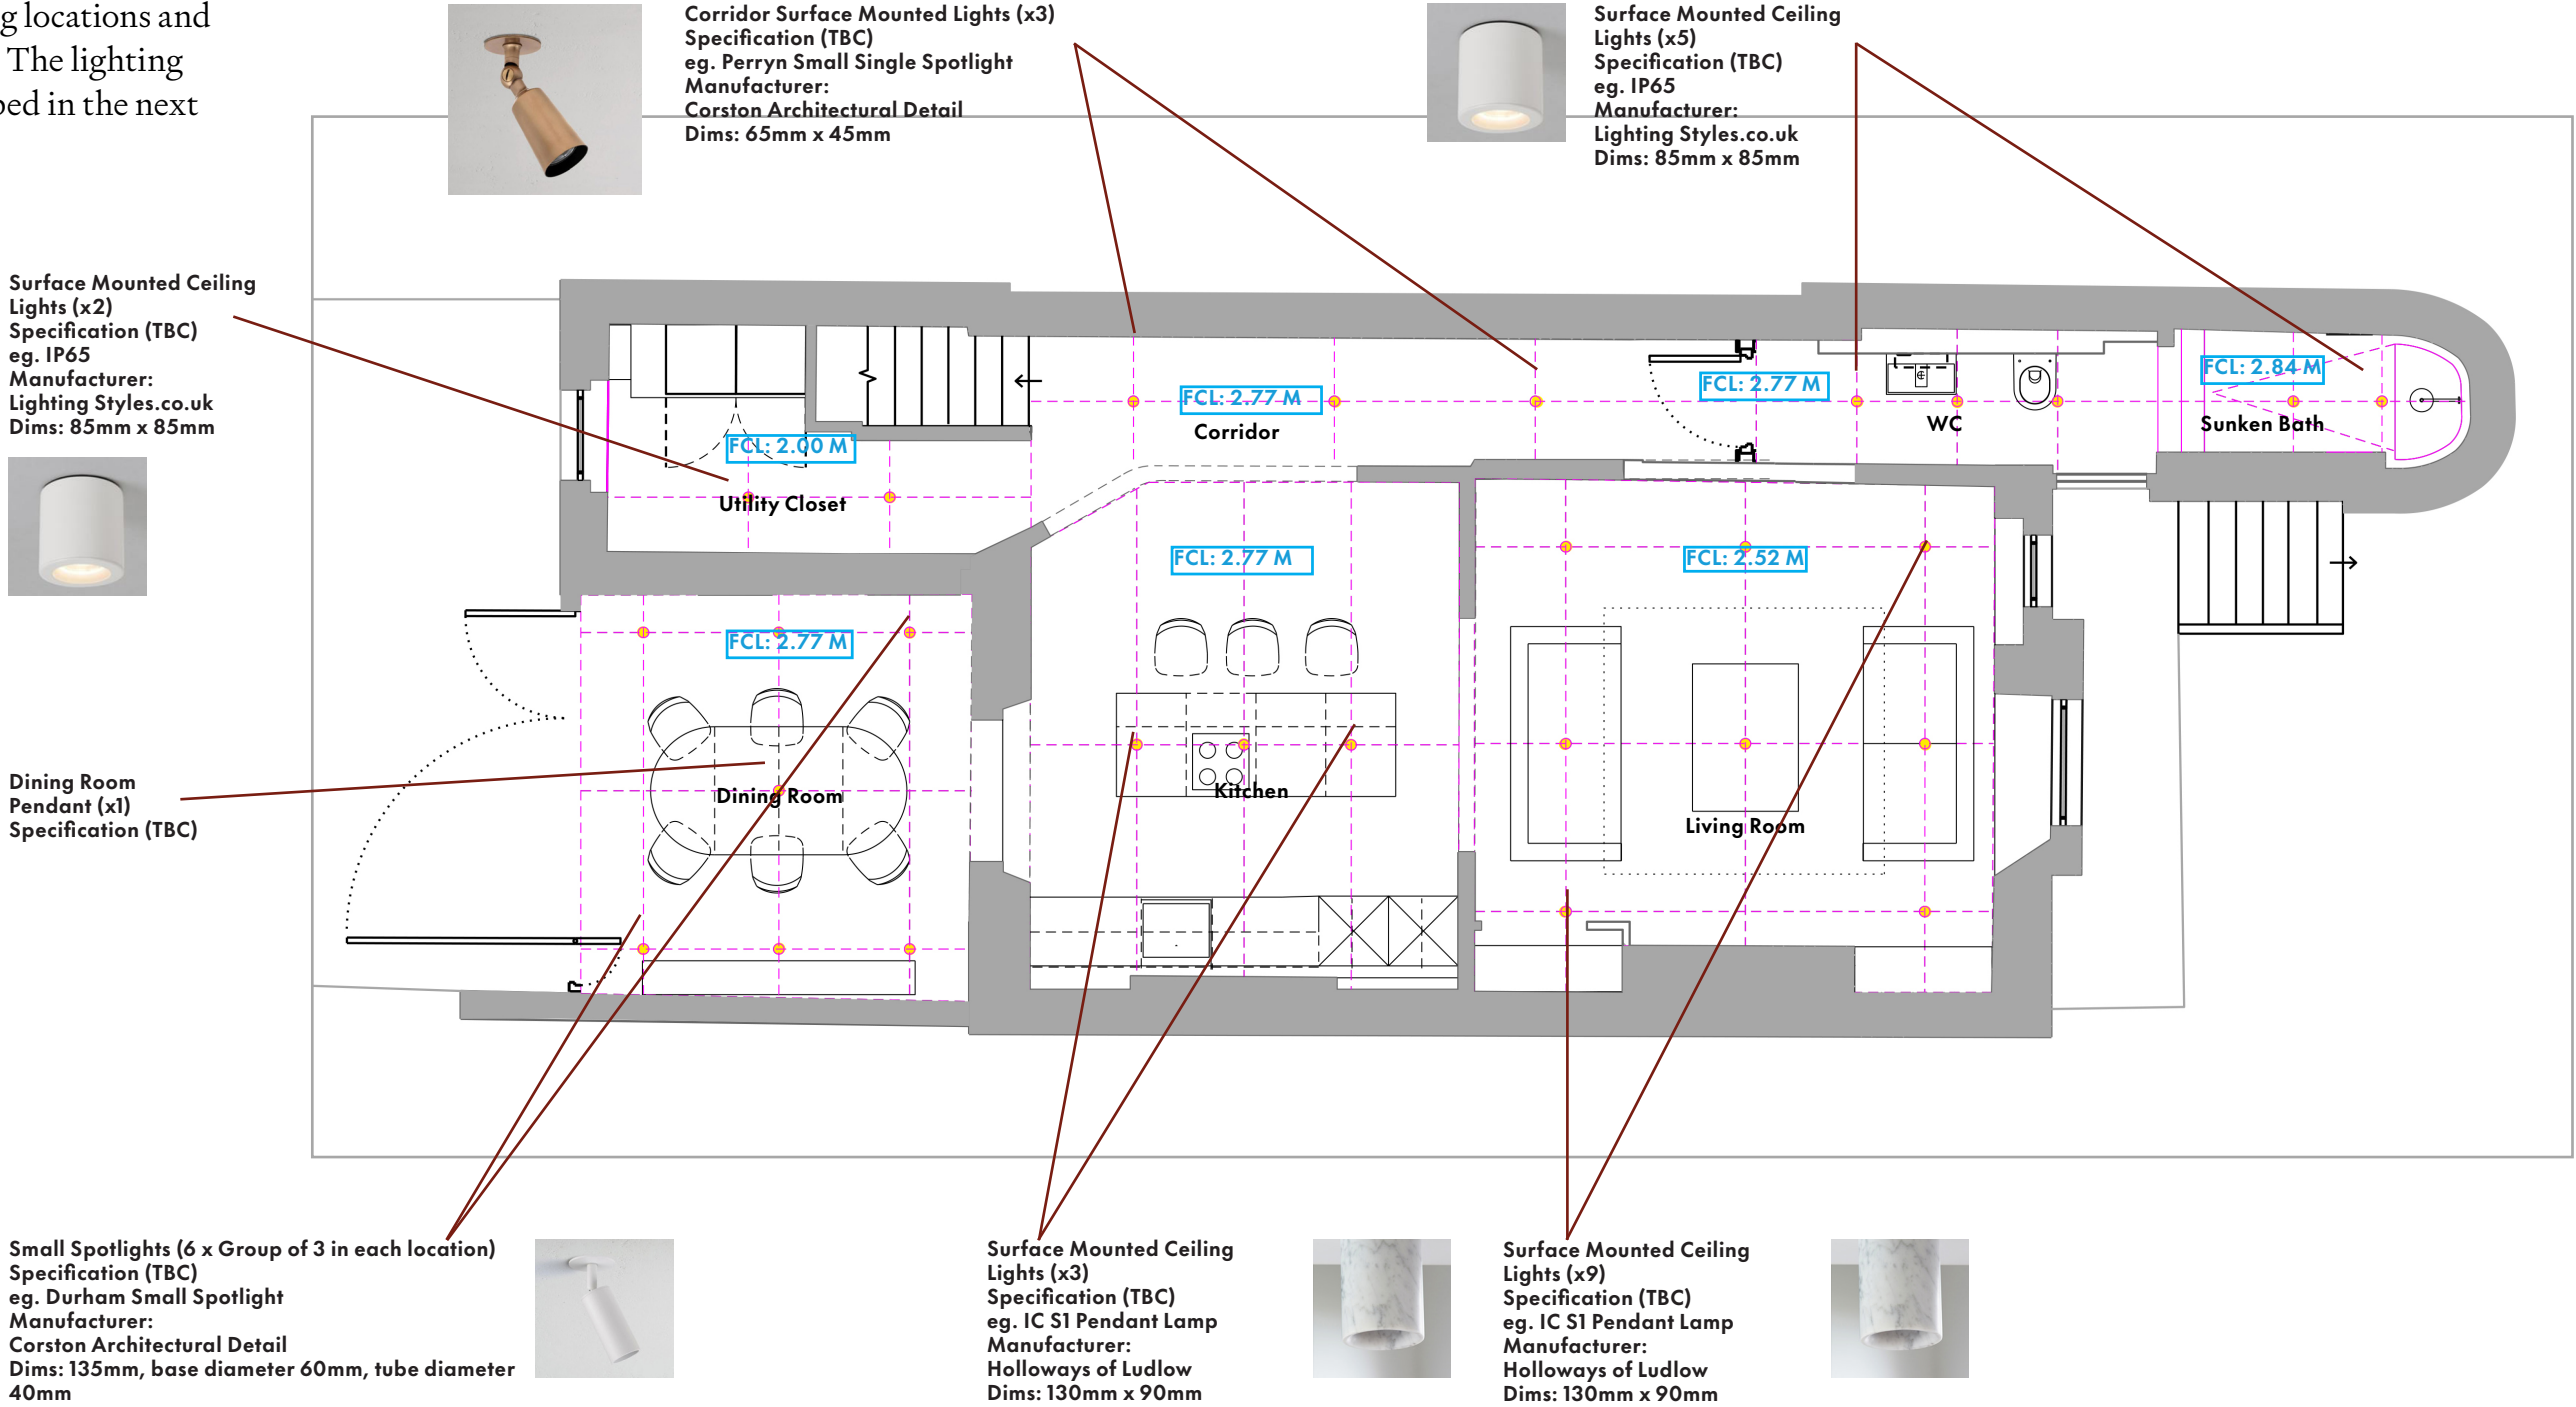 g locations and
The lighting
bed in the next
Corridor Surface Mounted Lights (x3)
Specification (TBC)
eg. Perryn Small Single Spotlight
Manufacturer:
Corston Architectural Detail
Dims: 65mm x 45mm
Surface Mounted Ceiling
Lights (x5)
Specification (TBC)
eg. IP65
Manufacturer:
Lighting Styles.co.uk
Dims: 85mm x 85mm
Surface Mounted Ceiling
Lights (x2)
Specification (TBC)
eg. IP65
Manufacturer:
Lighting Styles.co.uk
Dims: 85mm x 85mm
FCL: 2.77 M
Corridor
FCL: 2.77 M
WC
FCL: 2.84 M
Sunken Bath
FCL: 2.00 M
Utility Closet
FCL: 2.77 M
FCL: 2.52 M
FCL: 2.77 M
Dining Room
Pendant (x1)
Specification (TBC)
Dining Room
Kitchen
Living Room
Small Spotlights (6 x Group of 3 in each location)
Specification (TBC)
eg. Durham Small Spotlight
Manufacturer:
Corston Architectural Detail
Dims: 135mm, base diameter 60mm, tube diameter
40mm
Surface Mounted Ceiling
Lights (x3)
Specification (TBC)
eg. IC S1 Pendant Lamp
Manufacturer:
Holloways of Ludlow
Dims: 130mm x 90mm
Surface Mounted Ceiling
Lights (x9)
Specification (TBC)
eg. IC S1 Pendant Lamp
Manufacturer:
Holloways of Ludlow
Dims: 130mm x 90mm